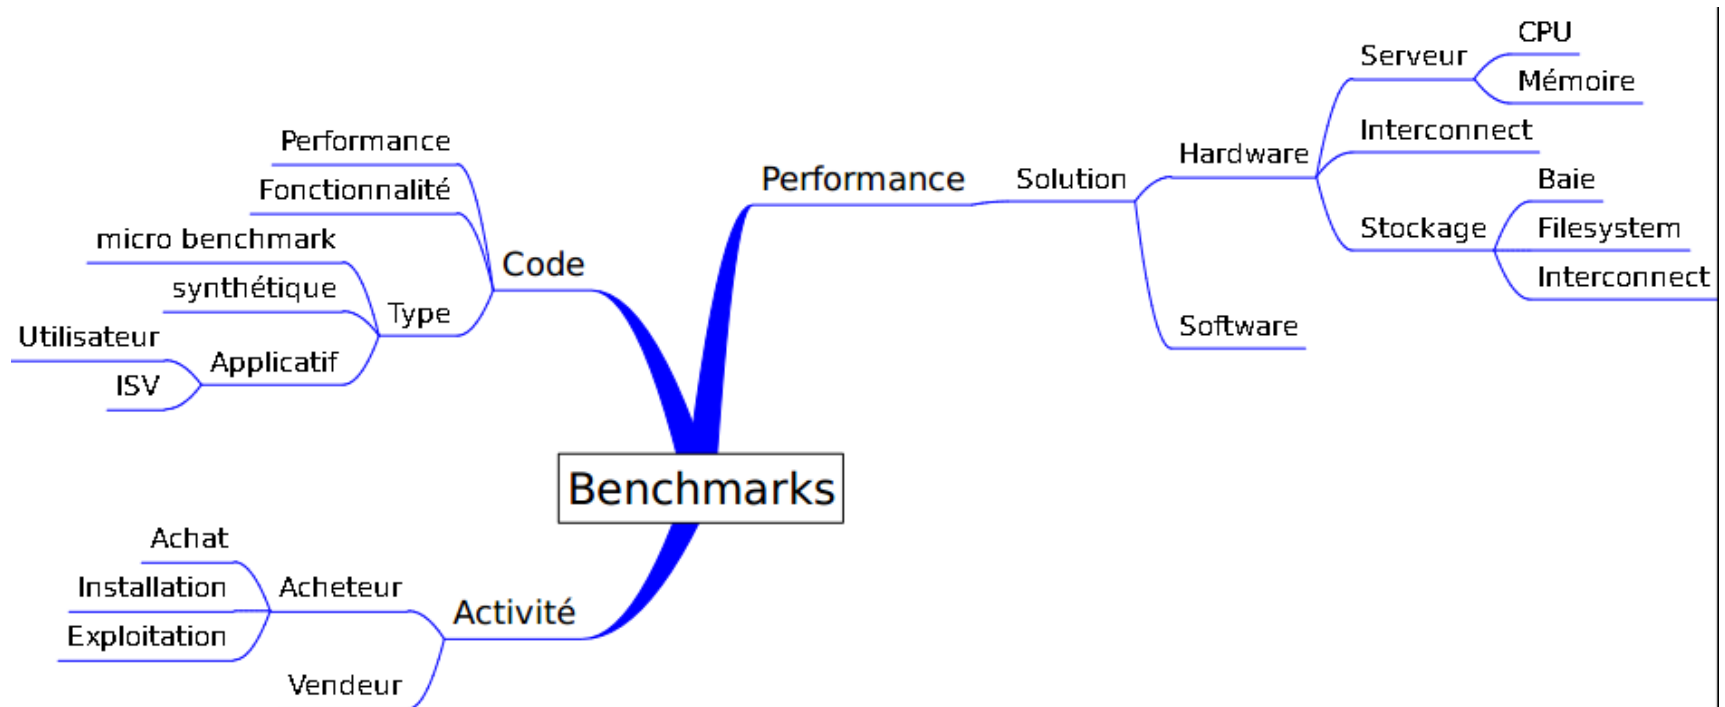 Benchmarks
Performance
Solution
Hardware
Serveur
CPU
Mémoire
Interconnect
Stockage
Baie
Filesystem
Interconnect
Software
Code
Performance
Fonctionnalité
Type
micro benchmark
synthétique
Applicatif
Utilisateur
ISV
Activité
Acheteur
Achat
Installation
Exploitation
Vendeur